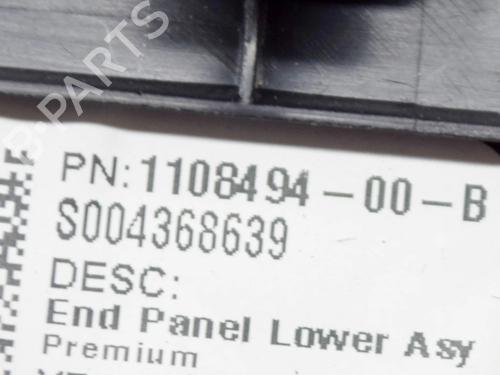 B-PARTS
PN:1108494-00-B
S004368639
DESC:
End Panel Lower Asy
Premium